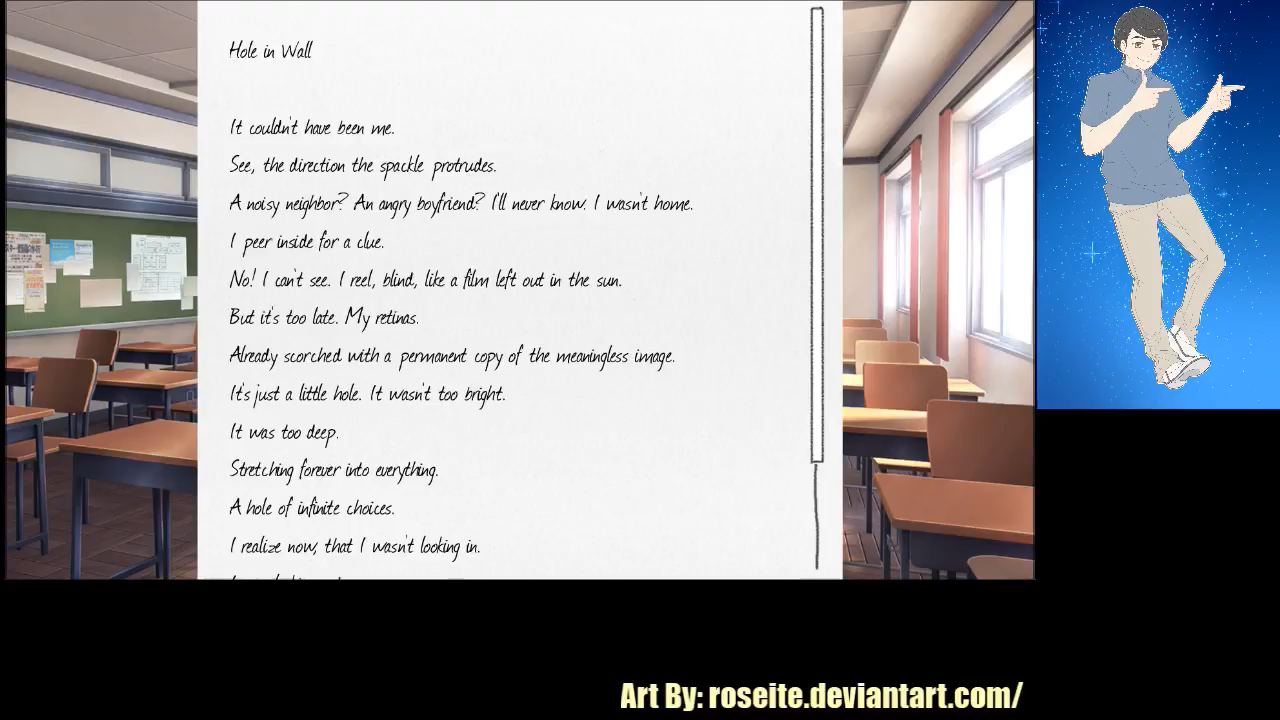 Hole in Wall
It couldn't have been me.
See, the direction the spackle protrudes.
A noisy neighbor? An angry boyfriend? I'll never know. I wasn't home.
I peer inside for a clue.
No! I can't see. I reel, blind, like a film left out in the sun.
But it's too late. My retinas.
Already scorched with a permanent copy of the meaningless image.
It's just a little hole. It wasn't too bright.
It was too deep.
Stretching forever into everything.
A hole of infinite choices.
I realize now, that I wasn't looking in.
Art By: roseite.deviantart.com/